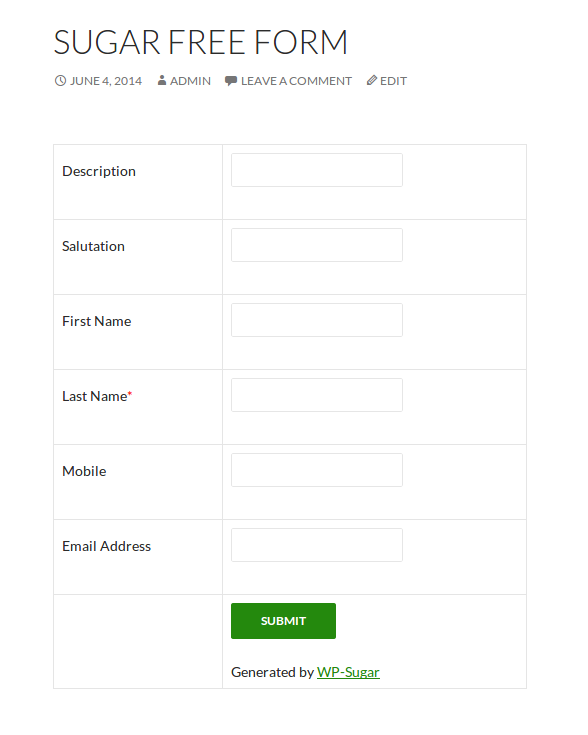 SUGAR FREE FORM
JUNE 4, 2014 ADMIN LEAVE A COMMENT EDIT
Description
Salutation
First Name
Last Name*
Mobile
Email Address
SUBMIT
Generated by WP-Sugar